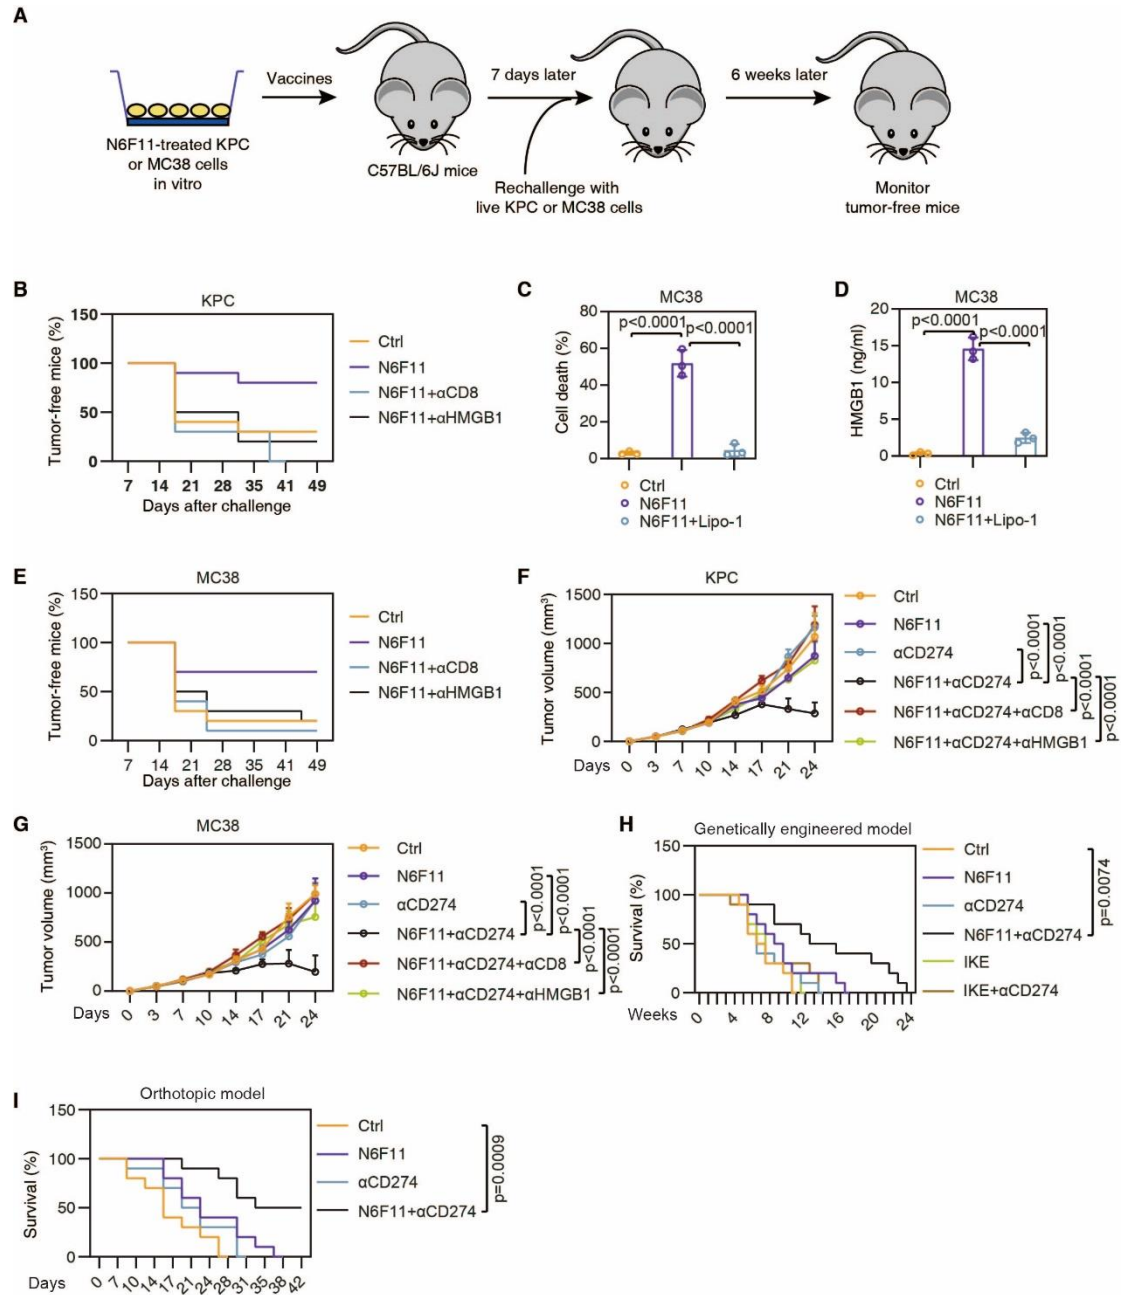 A
Vaccines
7 days later
6 weeks later
N6F11-treated KPC
or MC38 cells
in vitro
C57BL/6J mice
Rechallenge with
live KPC or MC38 cells
Monitor
tumor-free mice
B
KPC
Tumor-free mice (%)
150
100
50
0
7 14 21 28 35 41 49
Days after challenge
Ctrl
N6F11
N6F11+αCD8
N6F11+αHMGB1
C
MC38
Cell death (%)
80
60
40
20
0
p<0.0001
p<0.0001
Ctrl
N6F11
N6F11+Lipo-1
D
MC38
HMGB1 (ng/ml)
20
15
10
5
0
p<0.0001
p<0.0001
Ctrl
N6F11
N6F11+Lipo-1
E
MC38
Tumor-free mice (%)
150
100
50
0
7 14 21 28 35 41 49
Days after challenge
Ctrl
N6F11
N6F11+αCD8
N6F11+αHMGB1
F
KPC
Tumor volume (mm³)
1500
1000
500
0
Days
0 3 7 10 14 17 21 24
Ctrl
N6F11
αCD274
N6F11+αCD274
N6F11+αCD274+αCD8
N6F11+αCD274+αHMGB1
p<0.0001
p<0.0001
p<0.0001
p<0.0001
G
MC38
Tumor volume (mm³)
1500
1000
500
0
Days
0 3 7 10 14 17 21 24
Ctrl
N6F11
αCD274
N6F11+αCD274
N6F11+αCD274+αCD8
N6F11+αCD274+αHMGB1
p<0.0001
p<0.0001
p<0.0001
p<0.0001
H
Genetically engineered model
Survival (%)
150
100
50
0
Weeks
0 4 8 12 16 20 24
Ctrl
N6F11
αCD274
N6F11+αCD274
IKE
IKE+αCD274
p=0.0074
I
Orthotopic model
Survival (%)
150
100
50
0
Days
0 7 10 14 17 21 24 28 31 35 38 42
Ctrl
N6F11
αCD274
N6F11+αCD274
p=0.0009